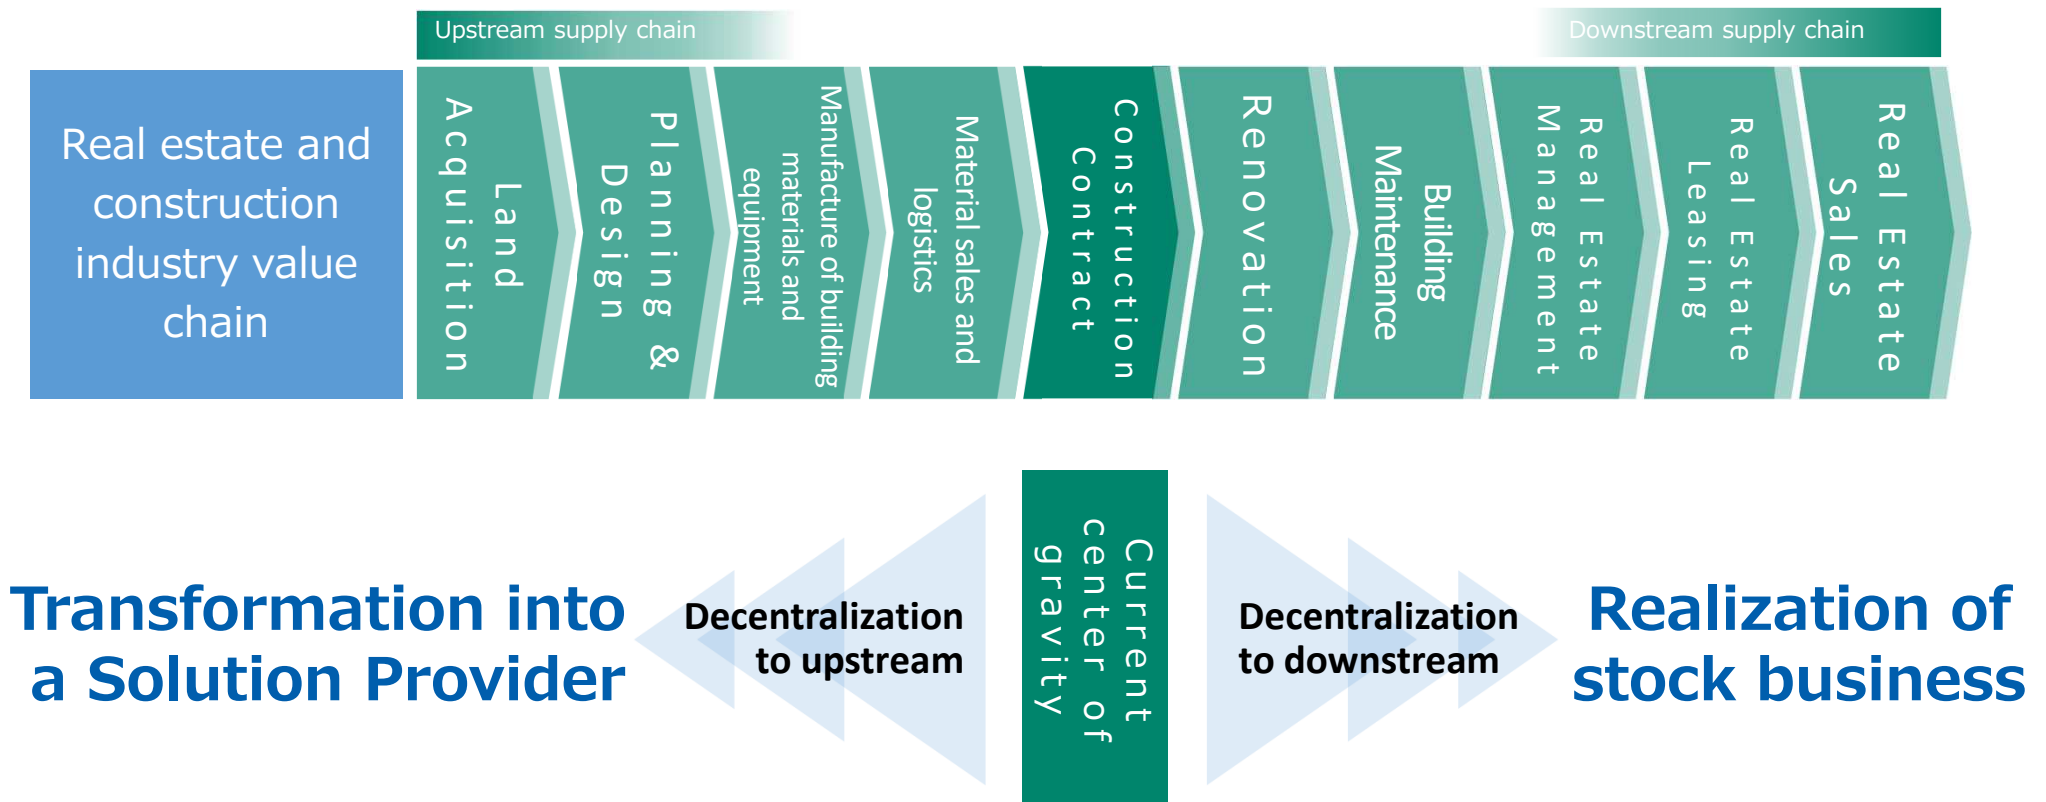 Upstream supply chain
Downstream supply chain
Real estate and
construction
industry value
chain
Land
Acquisition
Planning &
Design
Manufacture of building
materials and
equipment
Material sales and
logistics
Construction
Contract
Renovation
Building
Maintenance
Real Estate
Management
Real Estate
Leasing
Real Estate
Sales
Transformation into
a Solution Provider
Decentralization
to upstream
Current
center of
gravity
Decentralization
to downstream
Realization of
stock business